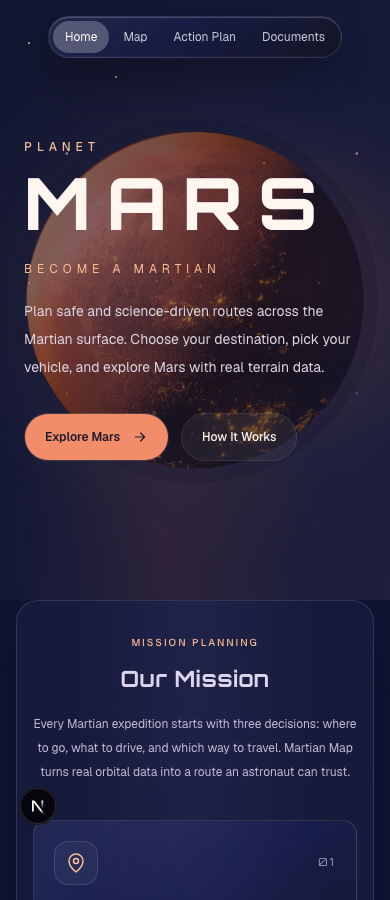 Home Map Action Plan Documents
PLANET
MARS
BECOME A MARTIAN
Plan safe and science-driven routes across the
Martian surface. Choose your destination, pick your
vehicle, and explore Mars with real terrain data.
Explore Mars → How It Works
MISSION PLANNING
Our Mission
Every Martian expedition starts with three decisions: where
to go, what to drive, and which way to travel. Martian Map
turns real orbital data into a route an astronaut can trust.
N
01